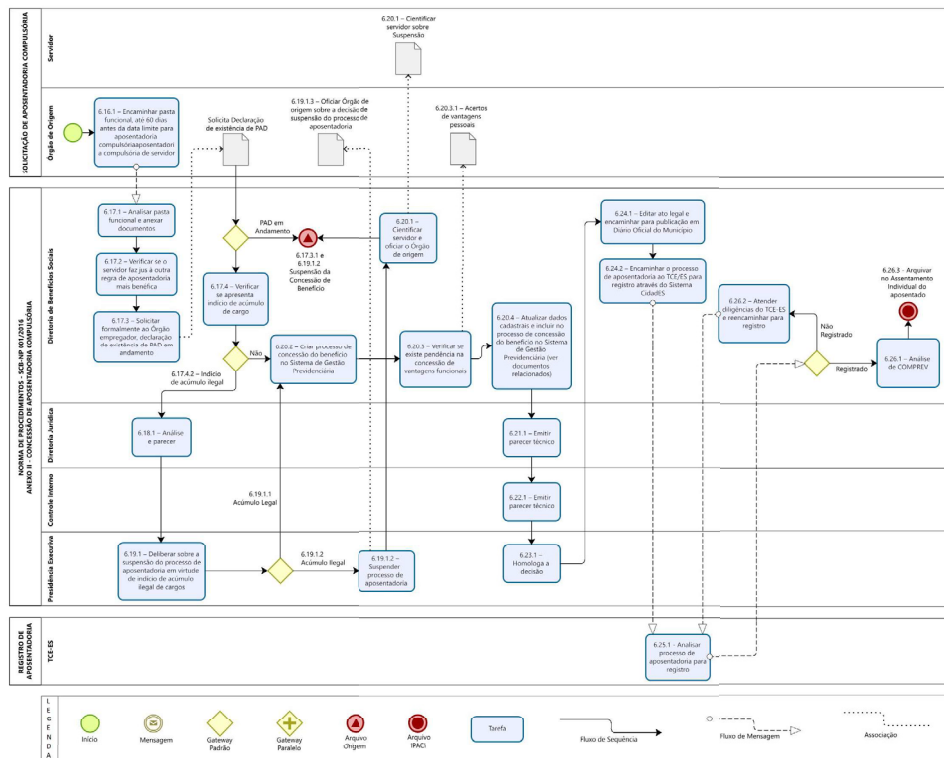 SOLICITAÇÃO DE APOSENTADORIA COMPULSÓRIA
Servidor
6.20.1 – Cientificar
servidor sobre
Suspensão
Órgão de Origem
6.16.1 – Encaminhar pasta
funcional, até 60 dias
antes da data limite para
aposentadoria
compulsóriaaposentadori
a compulsória de servidor
Solicita Declaração
de existência de PAD
6.19.1.3 – Oficiar Órgão de
origem sobre a decisão de
suspensão do processo de
aposentadoria
6.20.3.1 – Acertos
de vantagens
pessoais
NORMA DE PROCEDIMENTOS - SCB-NP 001/2016
ANEXO II - CONCESSÃO DE APOSENTADORIA COMPULSÓRIA
Diretoria de Benefícios Sociais
6.17.1 – Analisar pasta
funcional e anexar
documentos
6.17.2 – Verificar se o
servidor faz jus à outra
regra de aposentadoria
mais benéfica
6.17.3 – Solicitar
formalmente ao Órgão
empregador, declaração
de existência de PAD em
andamento
PAD em
Andamento
6.17.3.1 e
6.19.1.2
Suspensão da
Concessão de
Benefício
6.17.4 – Verificar
se apresenta
indício de acúmulo
de cargo
Não
6.17.4.2 – Indício
de acúmulo ilegal
6.20.1 –
Cientificar
servidor e
oficiar o Órgão
de origem
6.20.2 – Criar processo de
concessão do benefício
no Sistema de Gestão
Previdenciária
6.20.3 – Verificar se
existe pendência na
concessão de
vantagens funcionais
6.20.4 – Atualizar dados
cadastrais e incluir no
processo de concessão
do benefício no Sistema
de Gestão
Previdenciária (ver
documentos
relacionados)
6.24.1 - Editar ato legal e
encaminhar para publicação em
Diário Oficial do Município
6.24.2 – Encaminhar o processo
de aposentadoria ao TCE/ES para
registro através do Sistema
CidadES
6.26.2 – Atender
diligências do TCE-ES e
reencaminhar para
registro
Não
Registrado
Registrado
6.26.3 - Arquivar
no Assentamento
Individual do
aposentado
6.26.1 – Análise
de COMPREV
Diretoria Jurídica
6.18.1 – Análise
e parecer
6.21.1 – Emitir
parecer técnico
Controle Interno
6.19.1.1
Acúmulo Legal
6.22.1 – Emitir
parecer técnico
Presidência Executiva
6.19.1 – Deliberar sobre a
suspensão do processo de
aposentadoria em virtude
de indício de acúmulo
ilegal de cargos
6.19.1.2
Acúmulo Ilegal
6.19.1.2 –
Suspender
processo de
aposentadoria
6.23.1 –
Homologa a
decisão
REGISTRO DE
APOSENTADORIA
TCE-ES
6.25.1 - Analisar
processo de
aposentadoria para
registro
LEGENDA
Início
Mensagem
Gateway
Padrão
Gateway
Paralelo
Arquivo
Origem
Arquivo
IPACI
Tarefa
Fluxo de Sequência
Fluxo de Mensagem
Associação